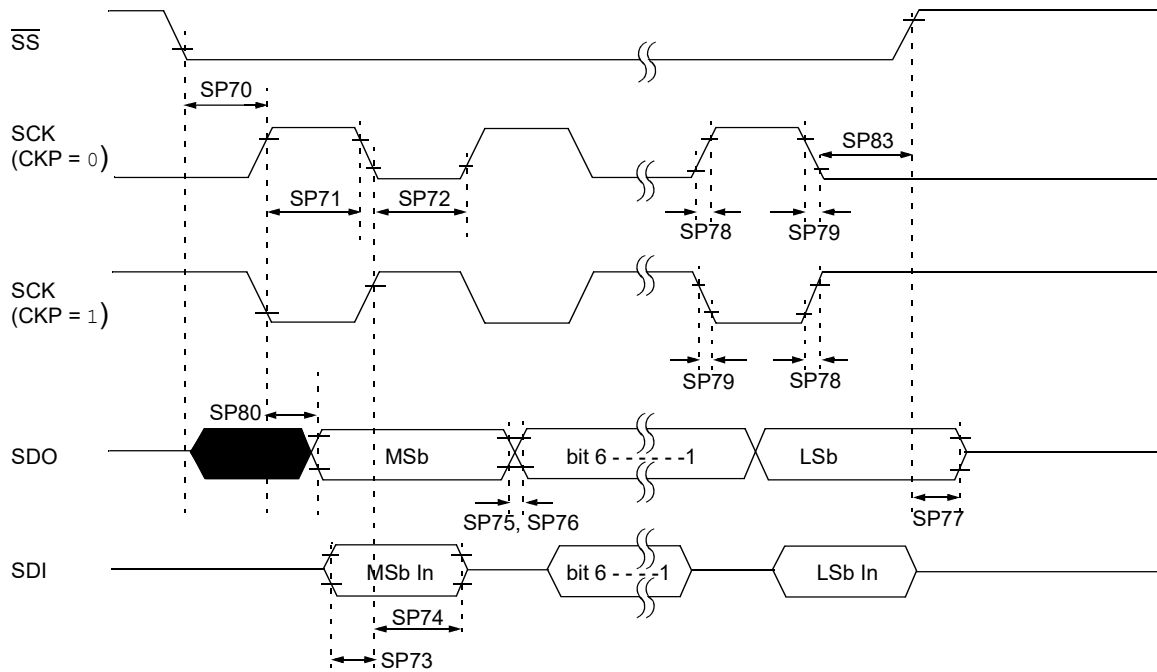 SS
SP70
SCK
(CKP = 0)
SP83
SP71
SP72
SP78
SP79
SCK
(CKP = 1)
SP79
SP78
SP80
SDO
MSb
bit 6 - - - - - -1
LSb
SP75, SP76
SP77
SDI
MSb In
bit 6 - - - -1
LSb In
SP74
SP73